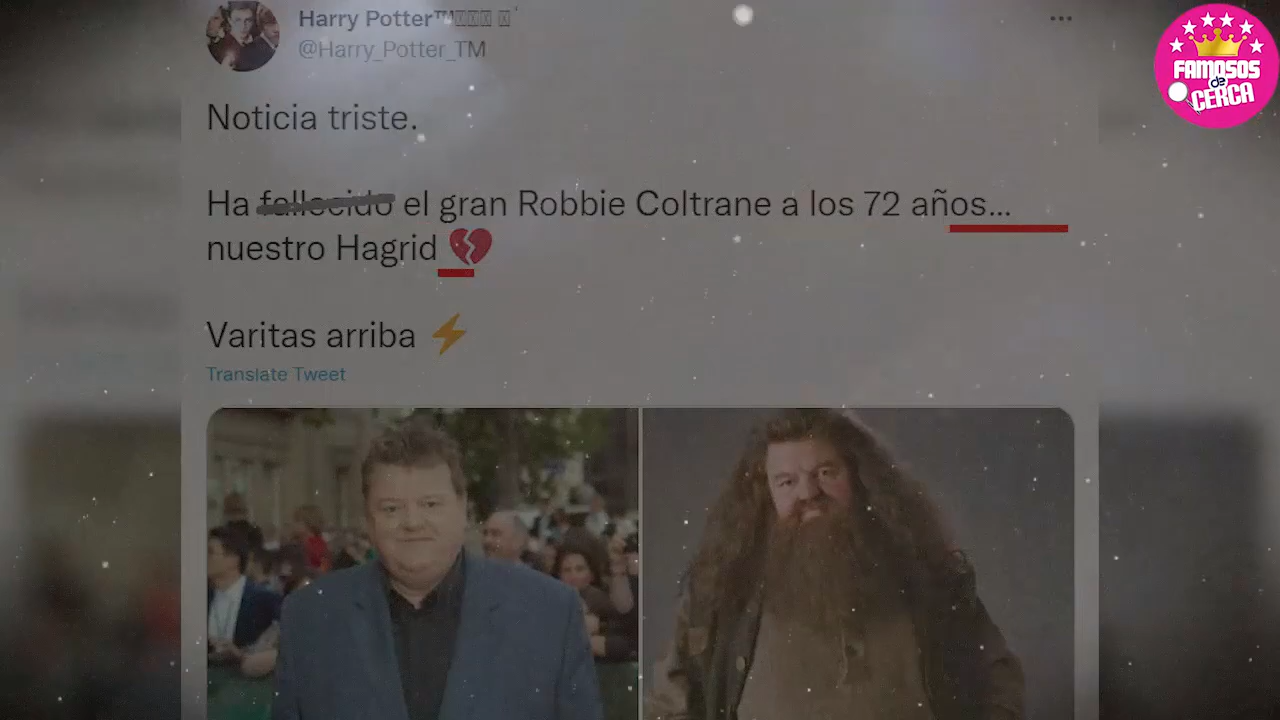 Harry Potter™
@Harry_Potter_TM
FAMOSOS
de
CERCA
Noticia triste.
Ha fallecido el gran Robbie Coltrane a los 72 años...
nuestro Hagrid 💔
Varitas arriba ⚡
Translate Tweet